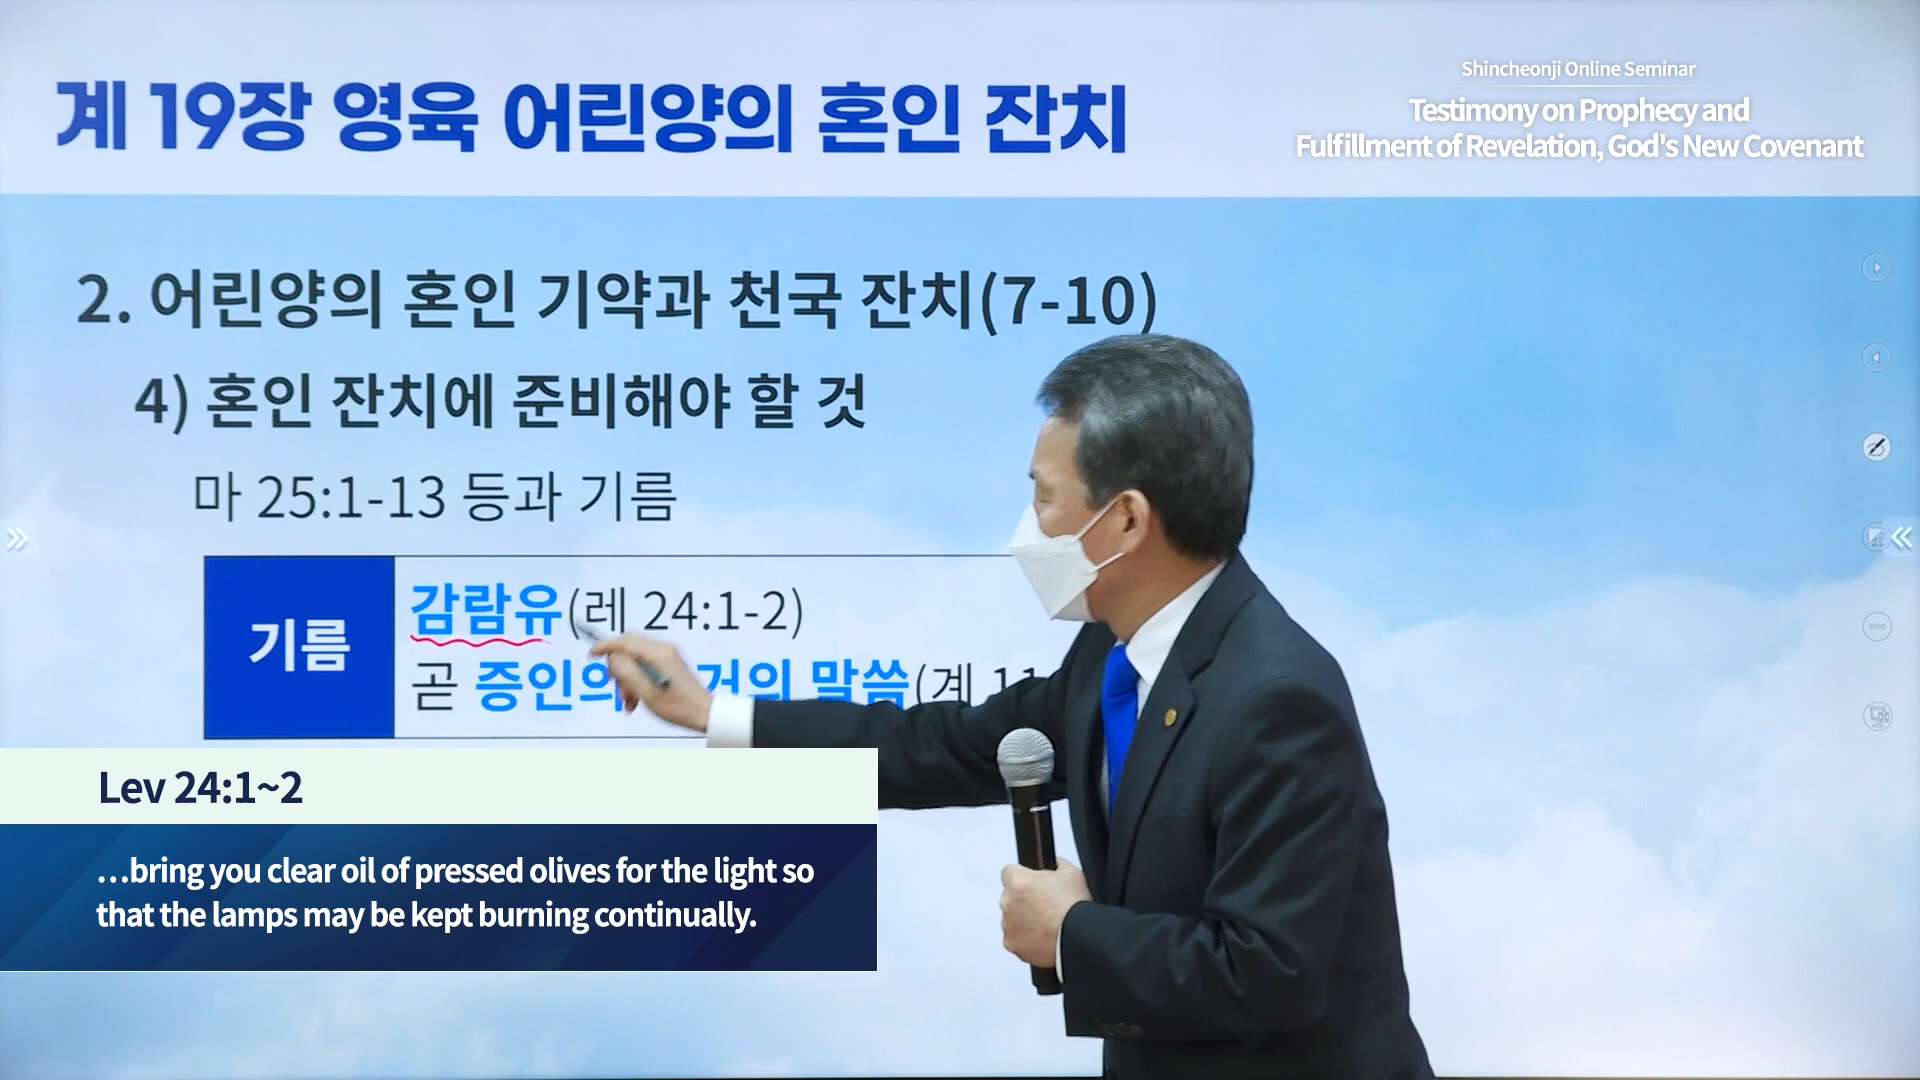 계 19장 영육 어린양의 혼인 잔치
Shincheonji Online Seminar
Testimony on Prophecy and
Fulfillment of Revelation, God's New Covenant
2. 어린양의 혼인 기약과 천국 잔치(7-10)
4) 혼인 잔치에 준비해야 할 것
마 25:1-13 등과 기름
기름
감람유(레 24:1-2)
곧 증인의 말씀(계 11
Lev 24:1~2
…bring you clear oil of pressed olives for the light so
that the lamps may be kept burning continually.